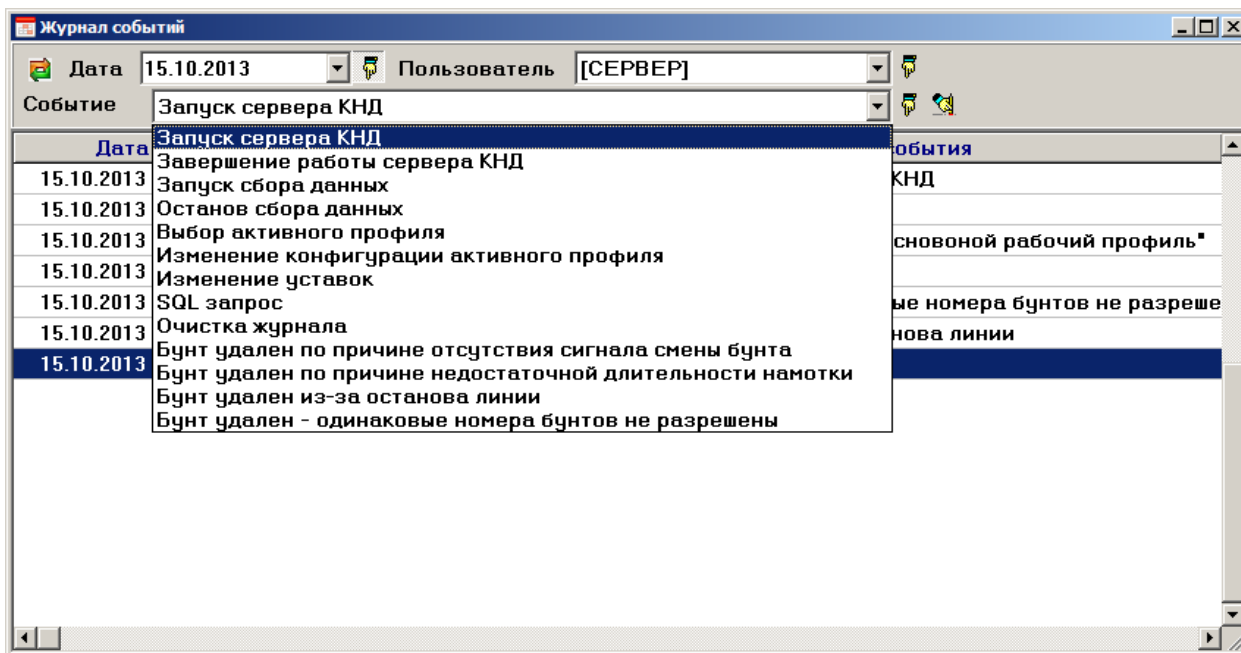 Журнал событий
Дата 15.10.2013 Пользователь [СЕРВЕР]
Событие Запуск сервера КНД
Запуск сервера КНД
Завершение работы сервера КНД
Запуск сбора данных
Останов сбора данных
Выбор активного профиля
Изменение конфигурации активного профиля
Изменение уставок
SQL запрос
Очистка журнала
Бунт удален по причине отсутствия сигнала смены бунта
Бунт удален по причине недостаточной длительности намотки
Бунт удален из-за останова линии
Бунт удален - одинаковые номера бунтов не разрешены
Дата обытия
15.10.2013 КНД
15.10.2013
15.10.2013 сновоной рабочий профиль"
15.10.2013
15.10.2013 ые номера бунтов не разреше
15.10.2013 нова линии
15.10.2013